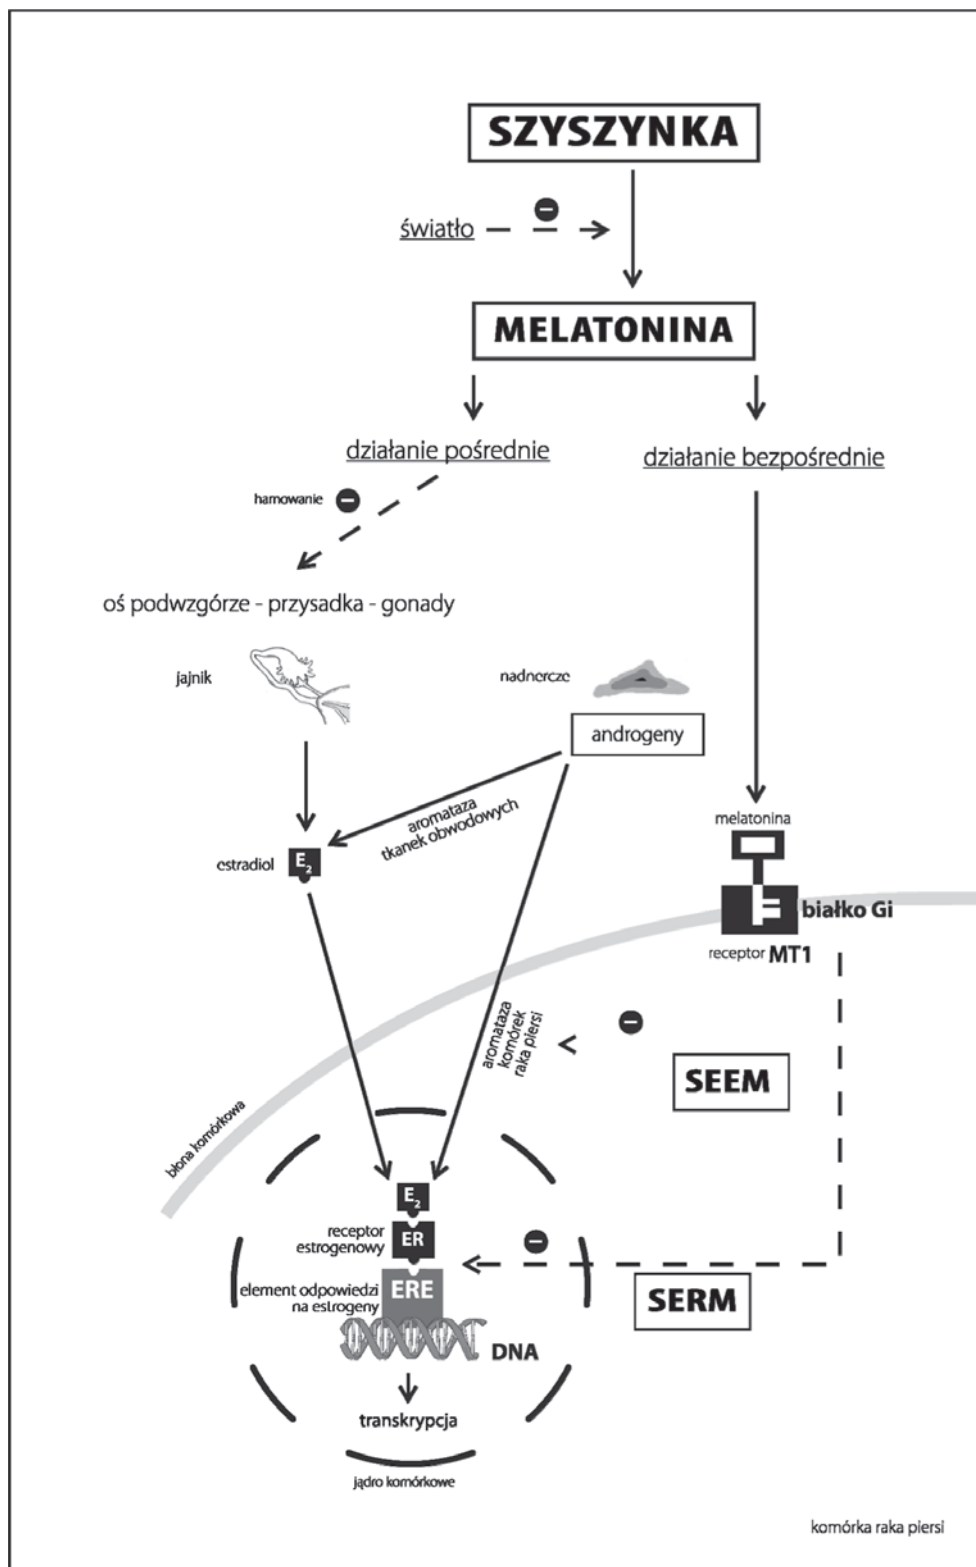 SZYSZYNKA
światło
MELATONINA
działanie pośrednie
działanie bezpośrednie
hamowanie
oś podwzgórze - przysadka - gonady
jajnik
nadnercze
androgeny
aromataza
tkanek obwodowych
estradiol
E2
melatonina
białko Gi
receptor MT1
aromataza
komórek
raka piersi
SEEM
błona komórkowa
E2
receptor
estrogenowy
ER
element odpowiedzi
na estrogeny
ERE
SERM
DNA
transkrypcja
jądro komórkowe
komórka raka piersi